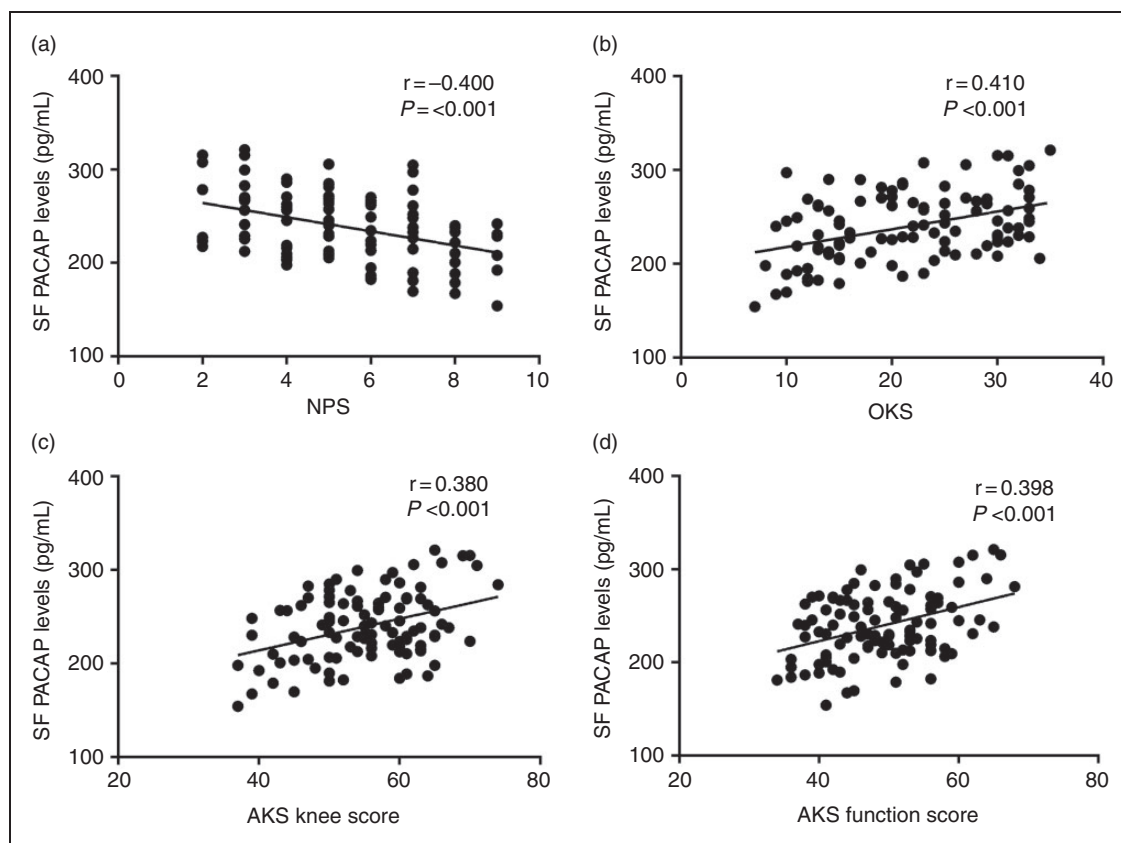 (a)
r=–0.400
P=<0.001
SF PACAP levels (pg/mL)
400
300
200
100
0 2 4 6 8 10
NPS
(b)
r=0.410
P <0.001
SF PACAP levels (pg/mL)
400
300
200
100
0 10 20 30 40
OKS
(c)
r=0.380
P <0.001
SF PACAP levels (pg/mL)
400
300
200
100
20 40 60 80
AKS knee score
(d)
r=0.398
P <0.001
SF PACAP levels (pg/mL)
400
300
200
100
20 40 60 80
AKS function score